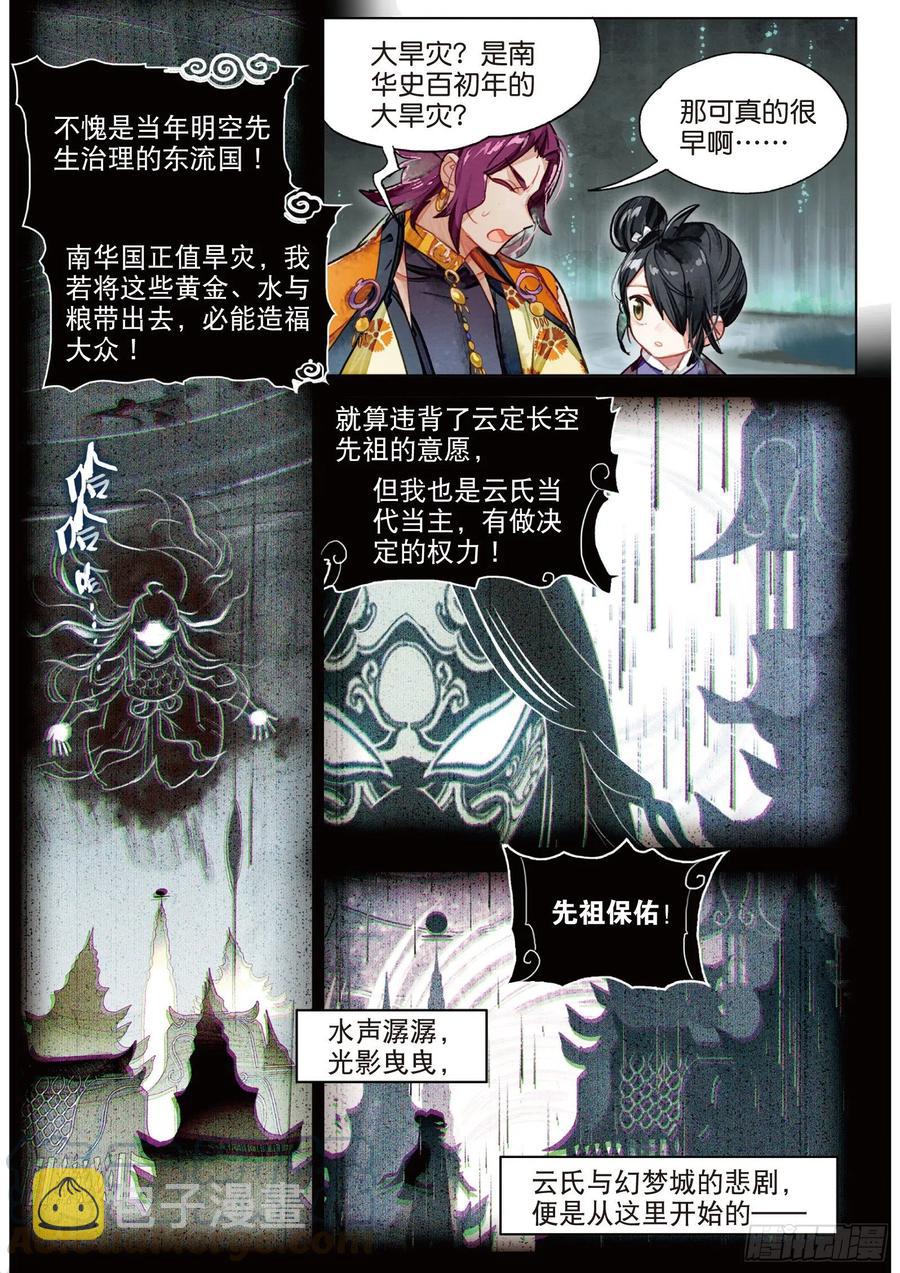 不愧是当年明空先
生治理的东流国！
南华国正值旱灾，我
若将这些黄金、水与
粮带出去，必能造福
大众！
大旱灾？是南
华史百初年的
大旱灾？
那可真的很
早啊……
哈
哈
哈……
就算违背了云定长空
先祖的意愿，
但我也是云氏当
代当主，有做决
定的权力！
先祖保佑！
水声潺潺，
光影曳曳，
云氏与幻梦城的悲剧，
便是从这里开始的——
电子漫畫
腾讯动漫